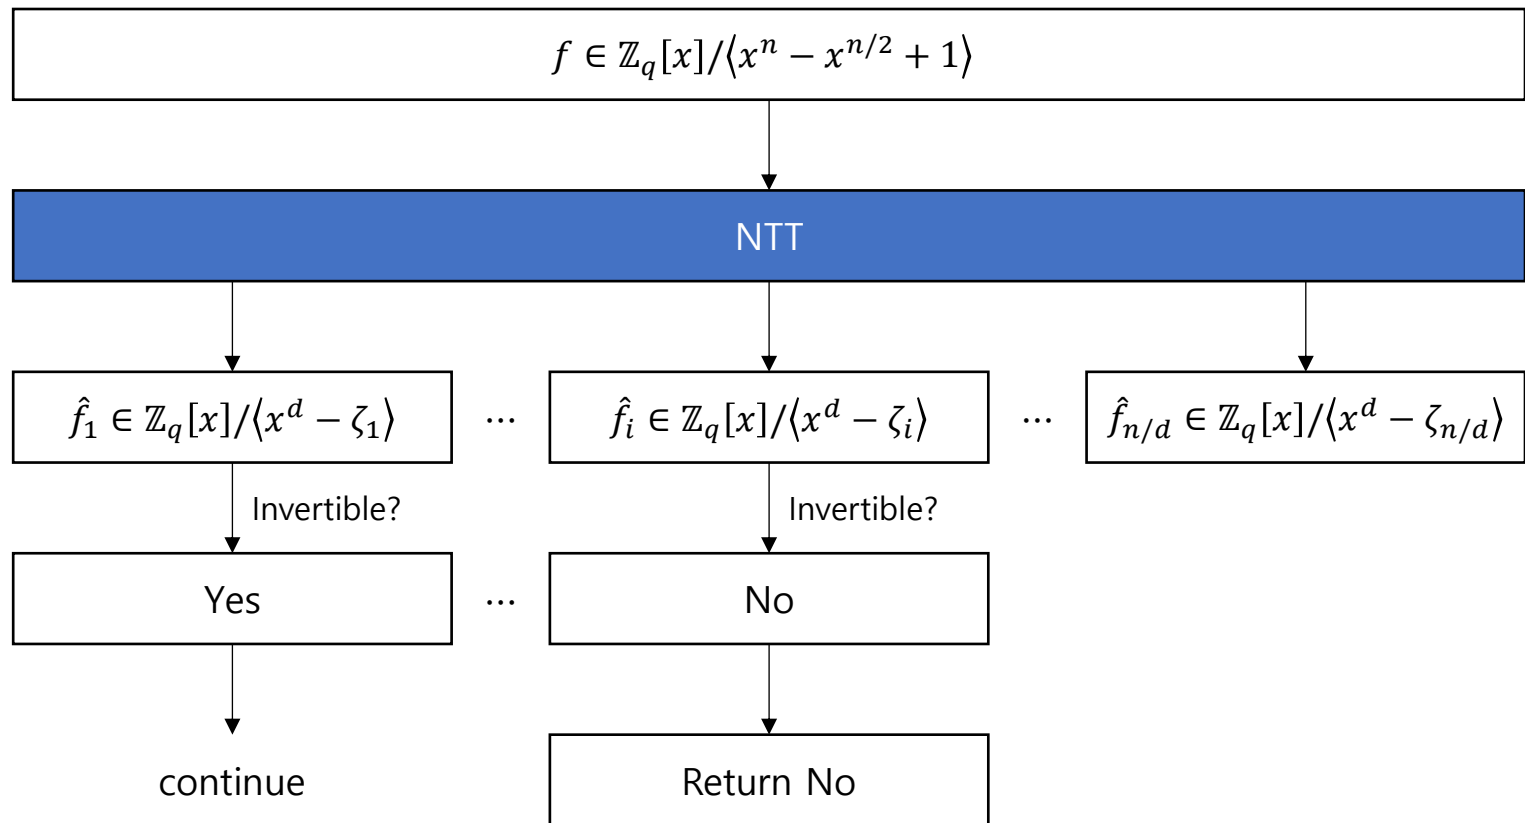 f ∈ ℤ_q[x]/⟨x^n − x^{n/2} + 1⟩
NTT
f̂_1 ∈ ℤ_q[x]/⟨x^d − ζ_1⟩ ⋯ f̂_i ∈ ℤ_q[x]/⟨x^d − ζ_i⟩ ⋯ f̂_{n/d} ∈ ℤ_q[x]/⟨x^d − ζ_{n/d}⟩
Invertible? Invertible?
Yes ⋯ No
continue Return No